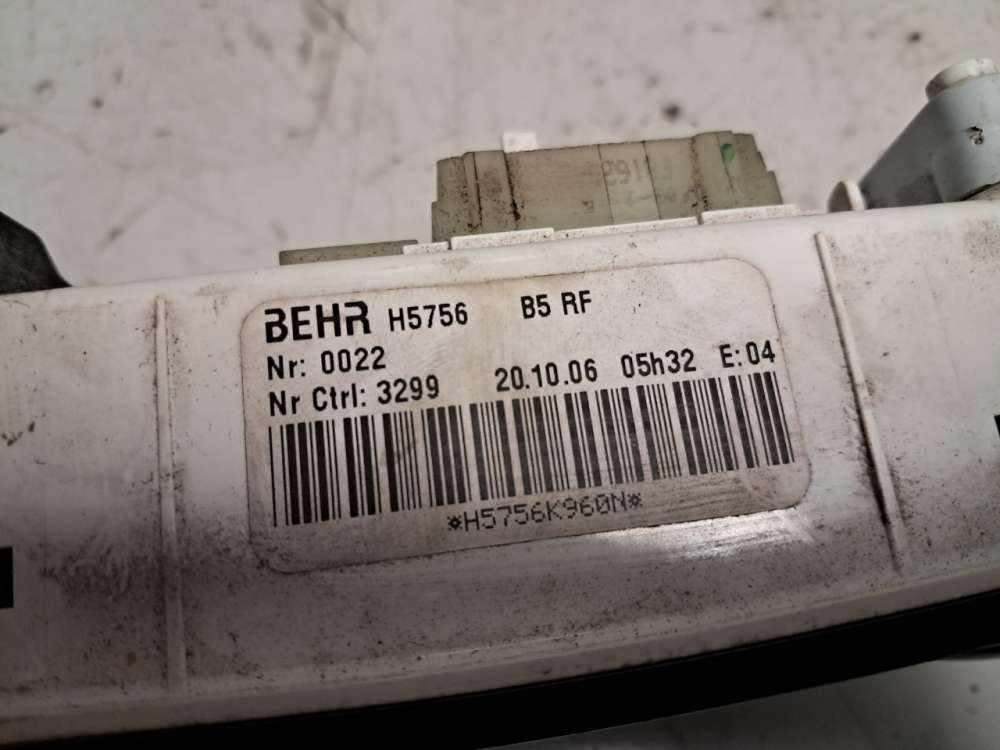 BEHR H5756 B5 RF
Nr: 0022
Nr Ctrl: 3299 20.10.06 05h32 E:04
*H5756K960N*